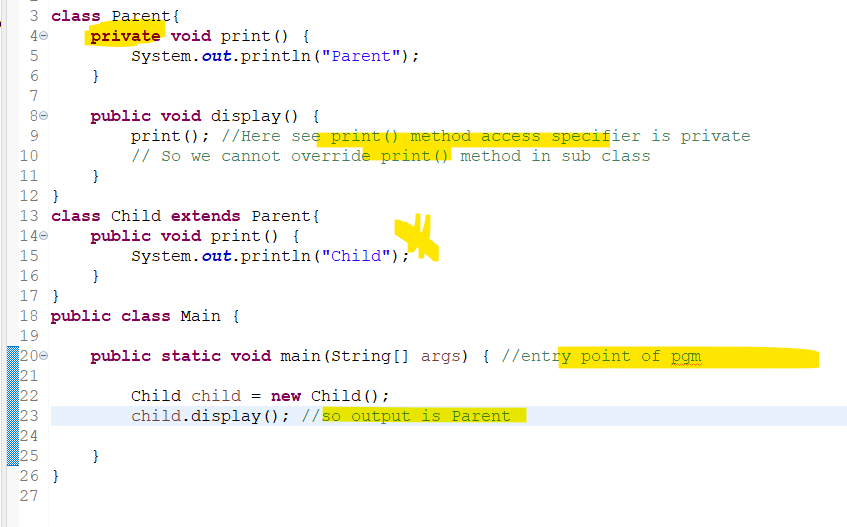 3 class Parent{
4 private void print() {
5 System.out.println("Parent");
6 }
7
8 public void display() {
9 print(); //Here see print() method access specifier is private
10 // So we cannot override print() method in sub class
11 }
12 }
13 class Child extends Parent{
14 public void print() {
15 System.out.println("Child");
16 }
17 }
18 public class Main {
19
20 public static void main(String[] args) { //entry point of pgm
21
22 Child child = new Child();
23 child.display(); //so output is Parent
24
25 }
26 }
27